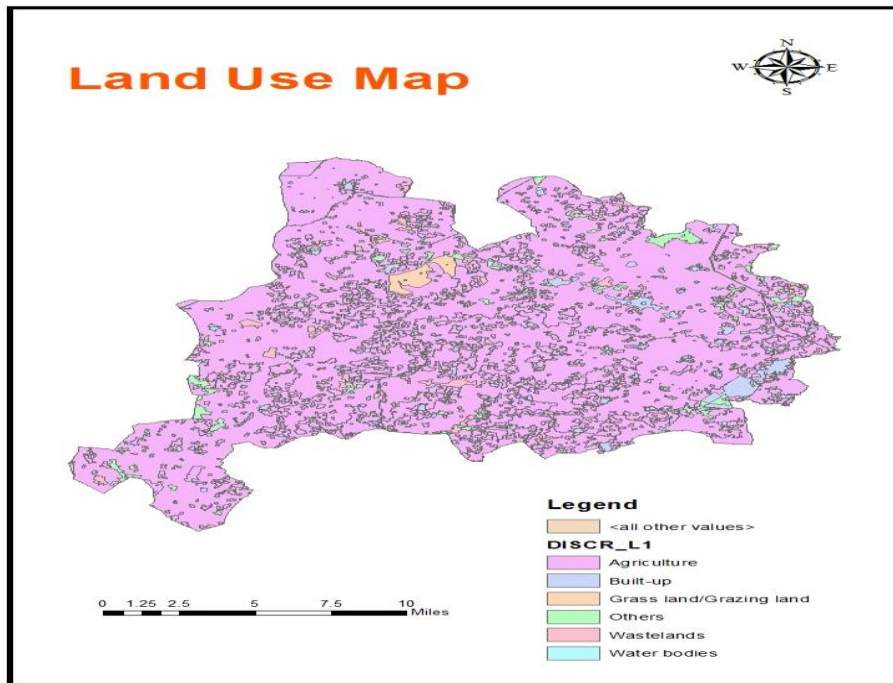 Land Use Map
N
W E
S
Legend
<all other values>
DISCR_L1
Agriculture
Built-up
Grass land/Grazing land
Others
Wastelands
Water bodies
0 1.25 2.5 5 7.5 10
Miles